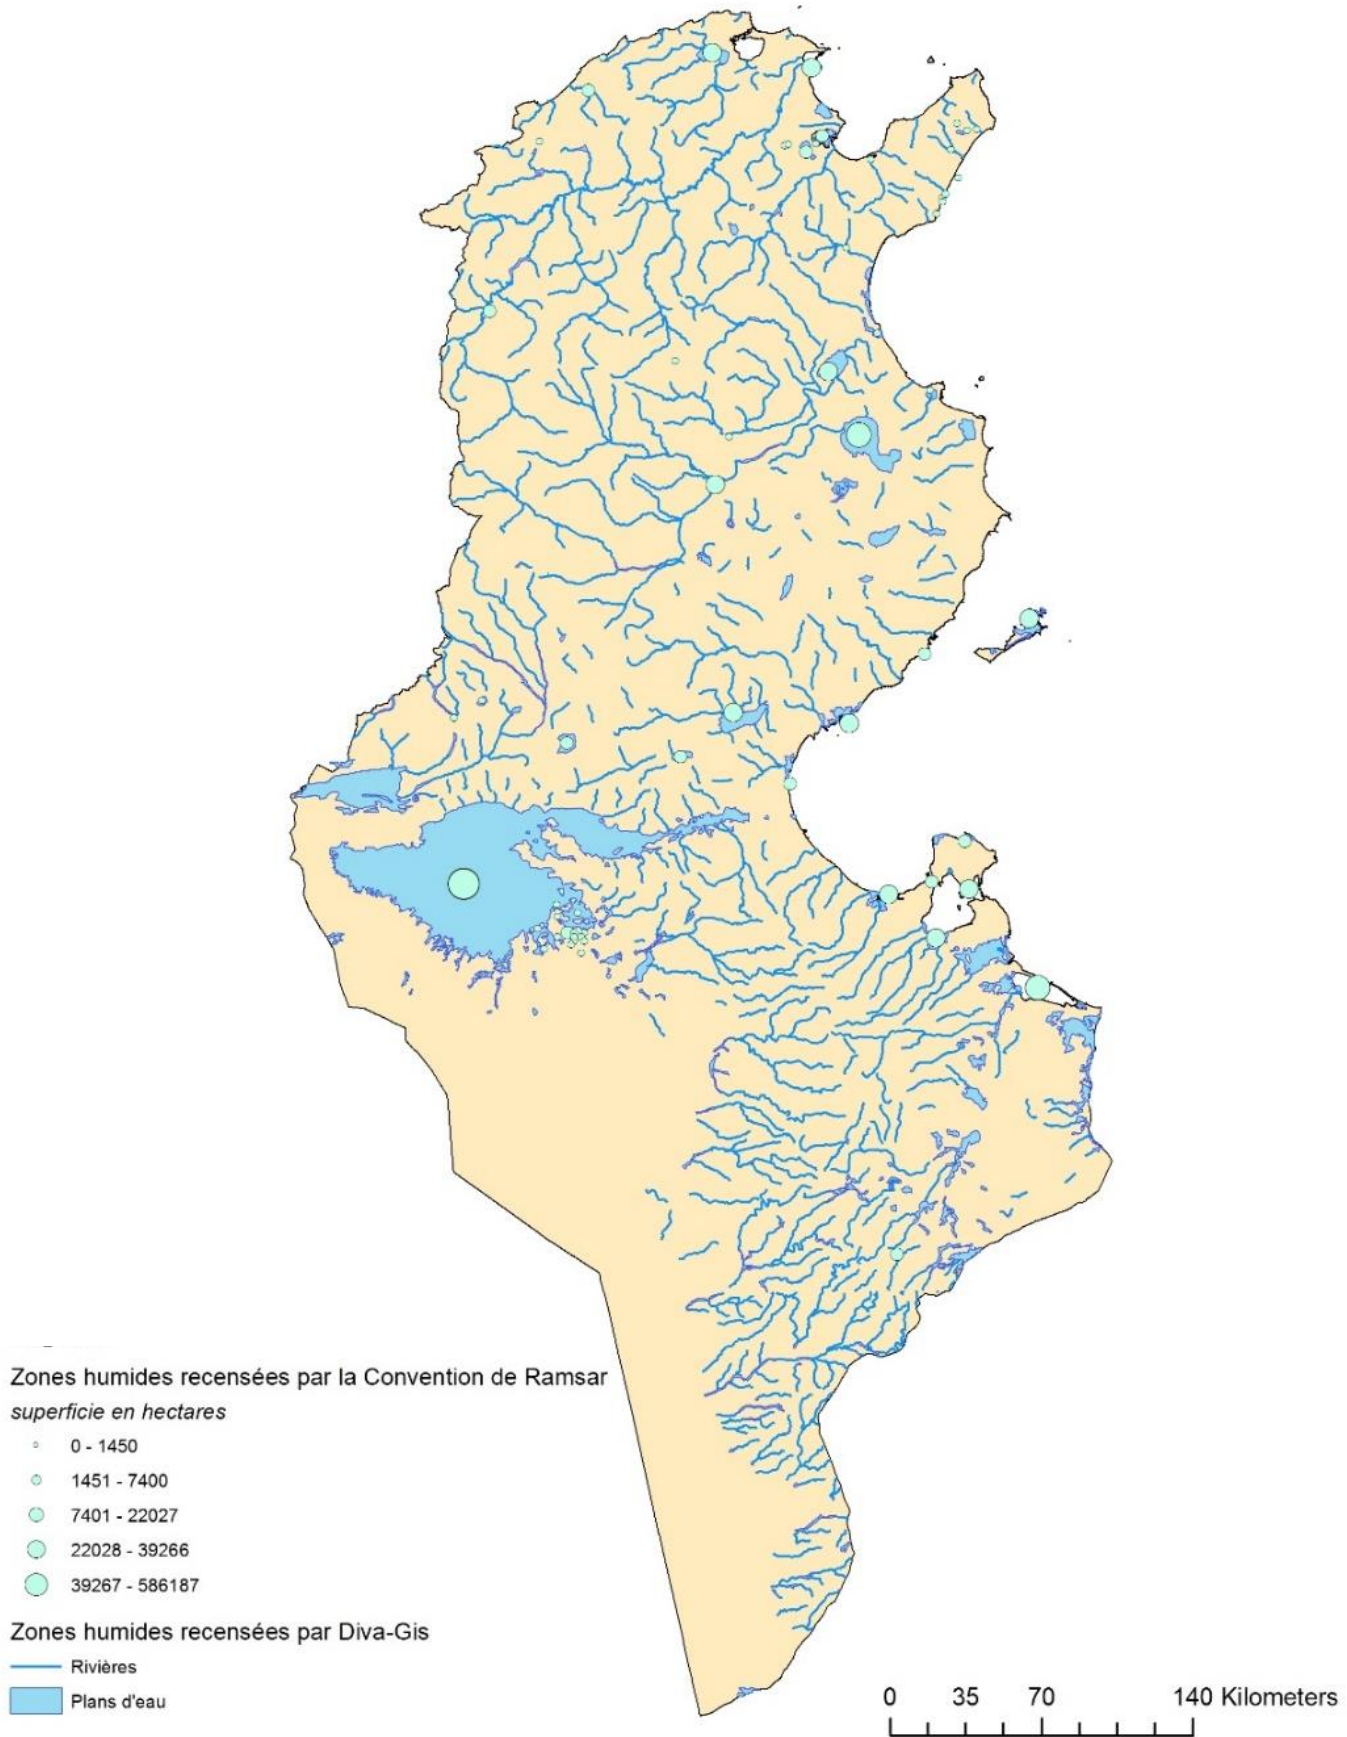 Zones humides recensées par la Convention de Ramsar
superficie en hectares
0 - 1450
1451 - 7400
7401 - 22027
22028 - 39266
39267 - 586187
Zones humides recensées par Diva-Gis
Rivières
Plans d'eau
0 35 70 140 Kilometers